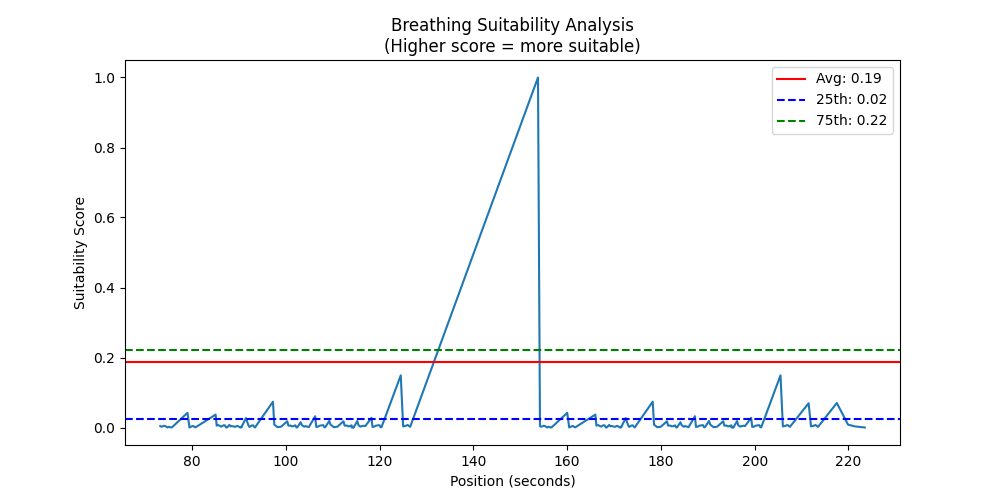 Breathing Suitability Analysis
(Higher score = more suitable)
Avg: 0.19
25th: 0.02
75th: 0.22
Suitability Score
1.0
0.8
0.6
0.4
0.2
0.0
80 100 120 140 160 180 200 220
Position (seconds)